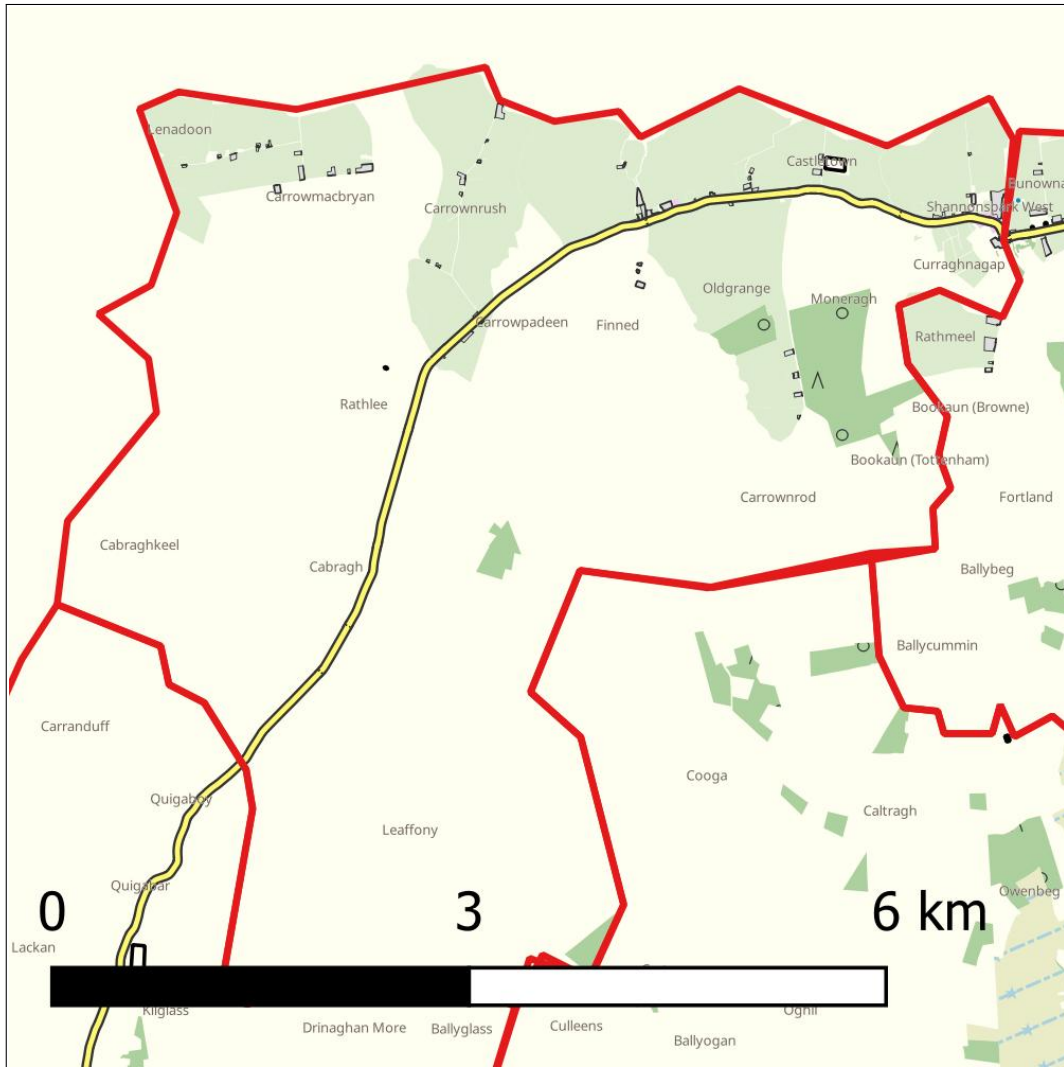 Lenadoon
Castletown
Bunowna
Carrowmacbryan
Carrownrush
Shannonspark West
Curraghnagap
Oldgrange
Moneragh
Carrowpadeen
Finned
Rathmeel
Rathlee
Bookaun (Browne)
Bookaun (Tottenham)
Carrownrod
Fortland
Cabraghkeel
Cabragh
Ballybeg
Ballycummin
Carranduff
Cooga
Quigaboy
Caltragh
Leaffony
Quigabar
Owenbeg
0 3 6 km
Lackan
Kilglass
Oghil
Drinaghan More
Ballyglass
Culleens
Ballyogan